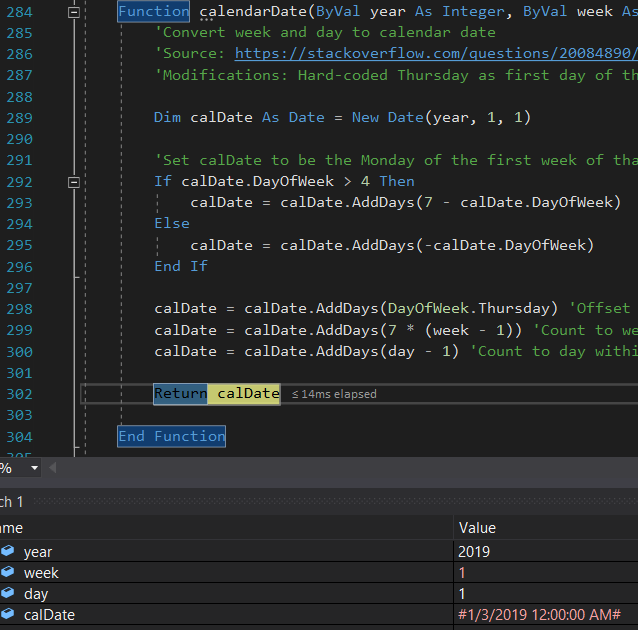 284 Function calendarDate(ByVal year As Integer, ByVal week As
285 'Convert week and day to calendar date
286 'Source: https://stackoverflow.com/questions/20084890/
287 'Modifications: Hard-coded Thursday as first day of th
288
289 Dim calDate As Date = New Date(year, 1, 1)
290
291 'Set calDate to be the Monday of the first week of tha
292 If calDate.DayOfWeek > 4 Then
293 calDate = calDate.AddDays(7 - calDate.DayOfWeek)
294 Else
295 calDate = calDate.AddDays(-calDate.DayOfWeek)
296 End If
297
298 calDate = calDate.AddDays(DayOfWeek.Thursday) 'Offset
299 calDate = calDate.AddDays(7 * (week - 1)) 'Count to we
300 calDate = calDate.AddDays(day - 1) 'Count to day withi
301
302 Return calDate ≤ 14ms elapsed
303
304 End Function
%
ch 1
me Value
year 2019
week 1
day 1
calDate #1/3/2019 12:00:00 AM#